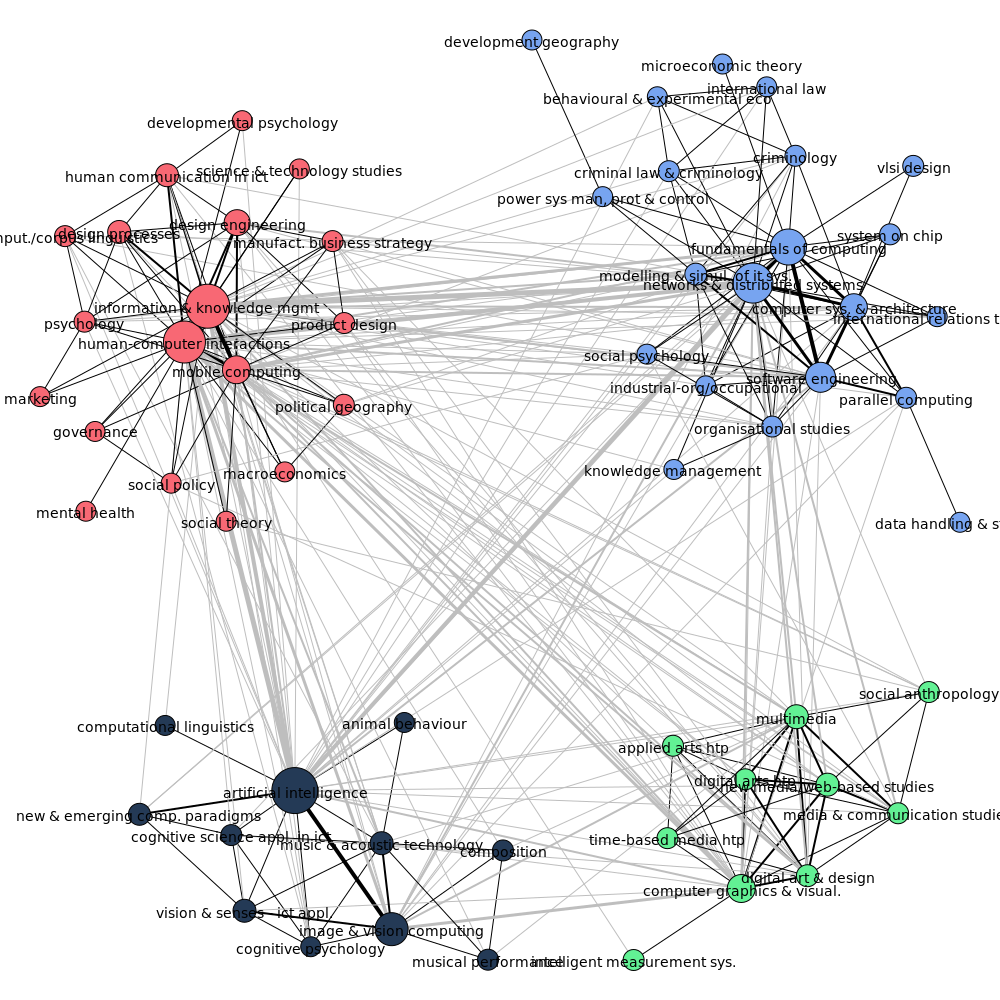 development geography
microeconomic theory
international law
behavioural & experimental eco
developmental psychology
criminology
vlsi design
science & technology studies
human communication in ict
criminal law & criminology
power sys man, prot & control
design engineering
design processes
input./corpus linguistics
manufact. business strategy
system on chip
fundamentals of computing
modelling & simul. of it sys.
networks & distributed systems
information & knowledge mgmt
computer sys. & architecture
international relations t
psychology
product design
human-computer interactions
social psychology
mobile computing
software engineering
industrial-org/occupational
marketing
parallel computing
political geography
governance
organisational studies
macroeconomics
knowledge management
social policy
mental health
social theory
data handling & s
social anthropology
multimedia
computational linguistics
animal behaviour
applied arts htp
digital arts htp
new media/web-based studies
artificial intelligence
new & emerging comp. paradigms
media & communication studie
cognitive science appl. in ict
music & acoustic technology
time-based media htp
composition
digital art & design
computer graphics & visual.
vision & senses - ict appl.
image & vision computing
cognitive psychology
musical performance
intelligent measurement sys.